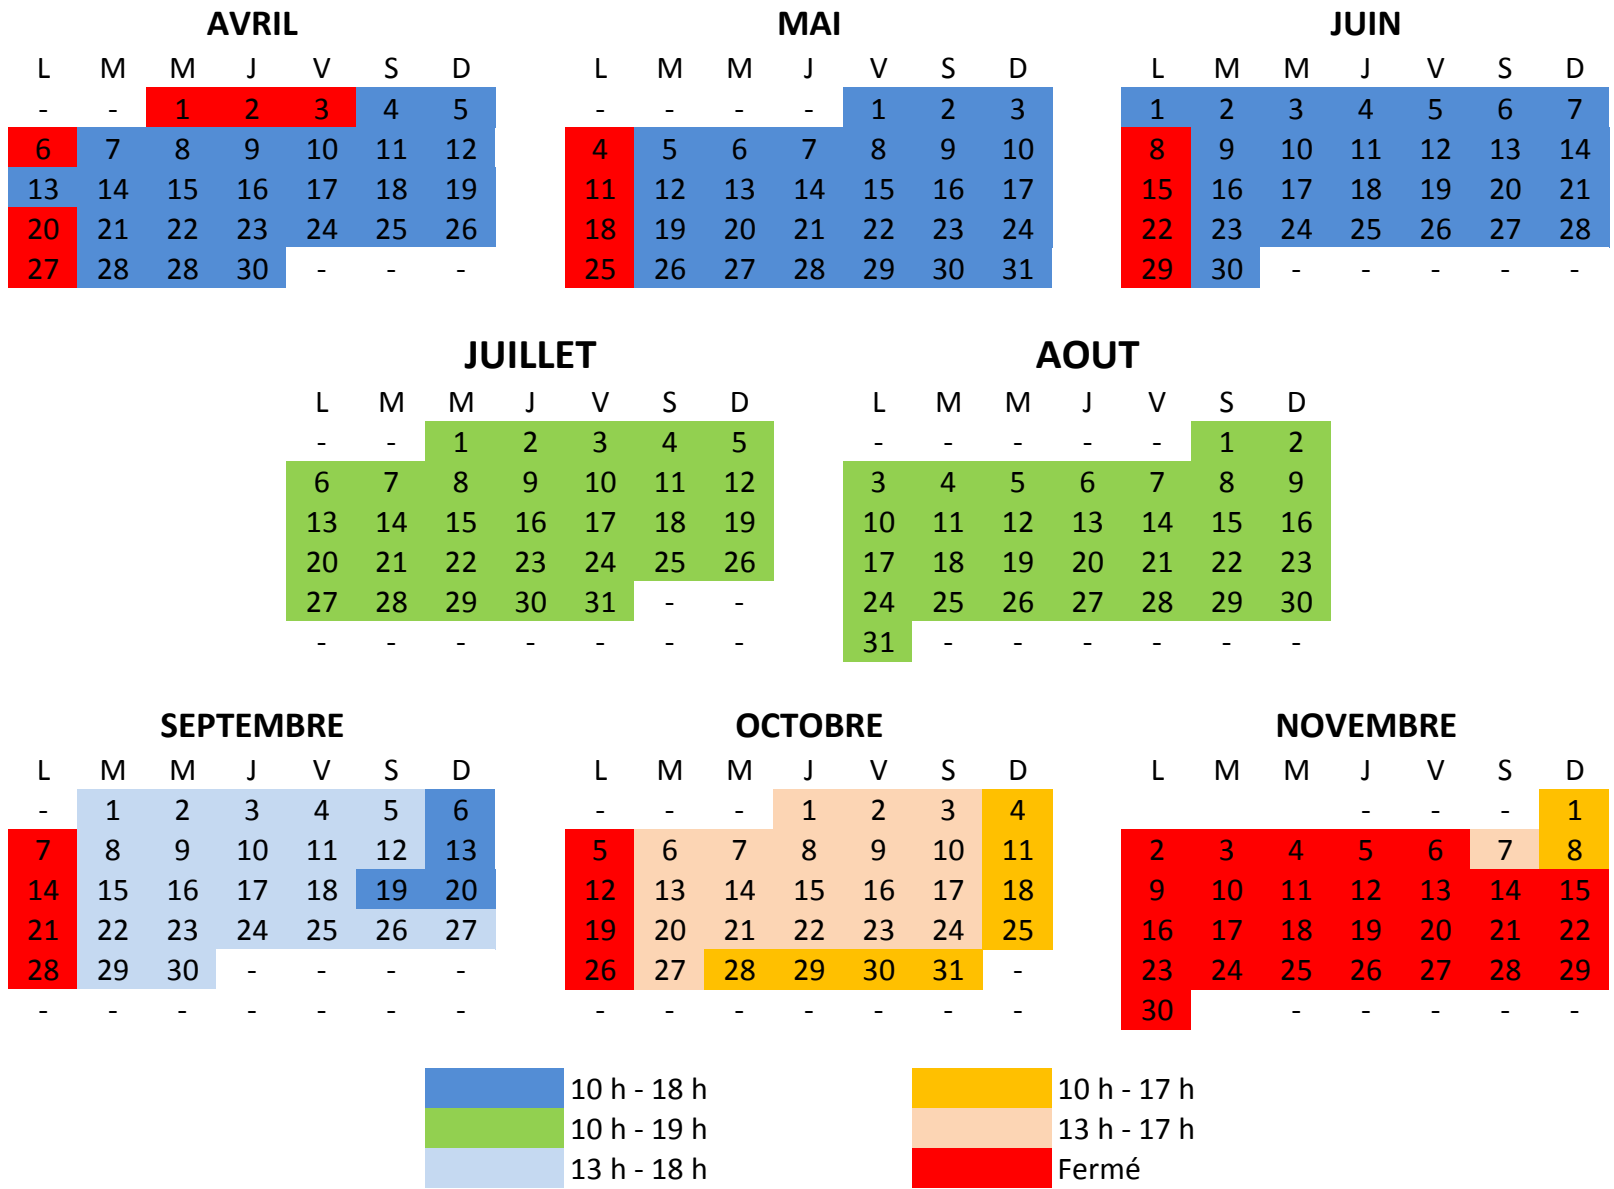 AVRIL MAI JUIN
L M M J V S D L M M J V S D L M M J V S D
- - 1 2 3 4 5 - - - - 1 2 3 1 2 3 4 5 6 7
6 7 8 9 10 11 12 4 5 6 7 8 9 10 8 9 10 11 12 13 14
13 14 15 16 17 18 19 11 12 13 14 15 16 17 15 16 17 18 19 20 21
20 21 22 23 24 25 26 18 19 20 21 22 23 24 22 23 24 25 26 27 28
27 28 28 30 - - - 25 26 27 28 29 30 31 29 30 - - - - -
JUILLET AOUT
L M M J V S D L M M J V S D
- - 1 2 3 4 5 - - - - - 1 2
6 7 8 9 10 11 12 3 4 5 6 7 8 9
13 14 15 16 17 18 19 10 11 12 13 14 15 16
20 21 22 23 24 25 26 17 18 19 20 21 22 23
27 28 29 30 31 - - 24 25 26 27 28 29 30
- - - - - - - 31 - - - - - -
SEPTEMBRE OCTOBRE NOVEMBRE
L M M J V S D L M M J V S D L M M J V S D
- 1 2 3 4 5 6 - - - 1 2 3 4 - - - 1
7 8 9 10 11 12 13 5 6 7 8 9 10 11 2 3 4 5 6 7 8
14 15 16 17 18 19 20 12 13 14 15 16 17 18 9 10 11 12 13 14 15
21 22 23 24 25 26 27 19 20 21 22 23 24 25 16 17 18 19 20 21 22
28 29 30 - - - - 26 27 28 29 30 31 - 23 24 25 26 27 28 29
- - - - - - - - - - - - - - 30 - - - - -
10 h - 18 h 10 h - 17 h
10 h - 19 h 13 h - 17 h
13 h - 18 h Fermé